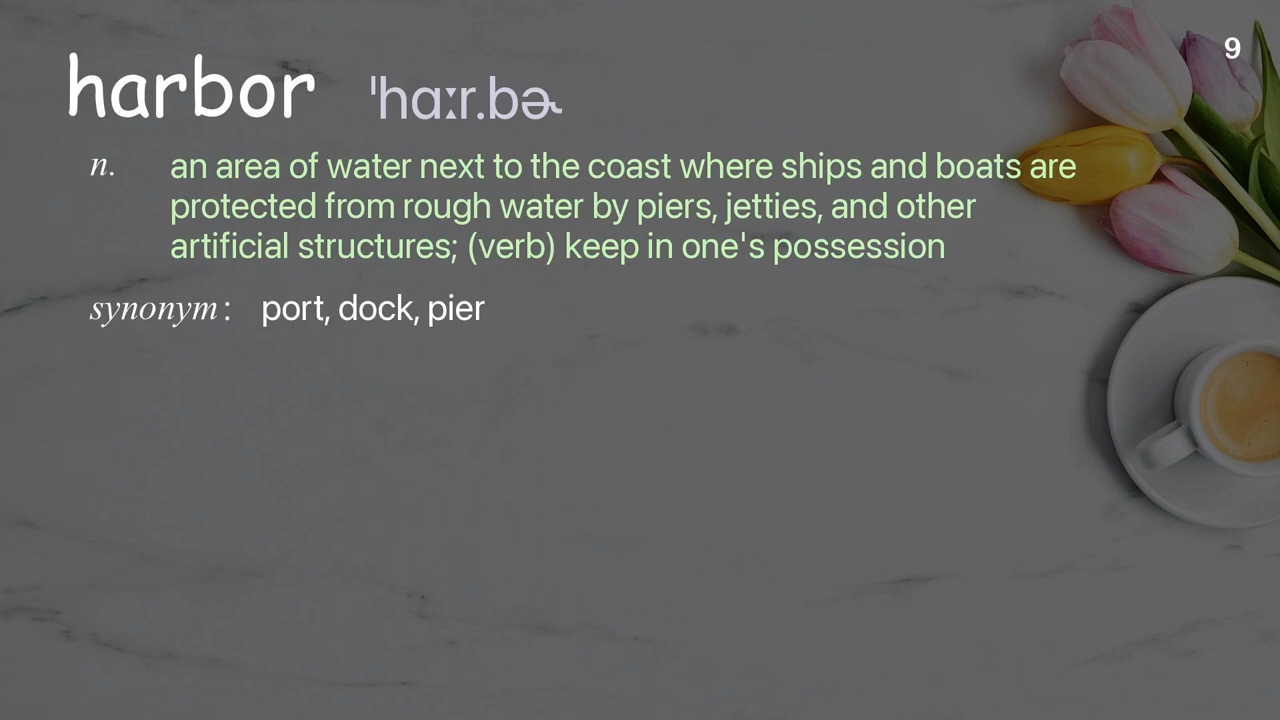 9
harbor ˈhɑːr.bɚ
n. an area of water next to the coast where ships and boats are
protected from rough water by piers, jetties, and other
artificial structures; (verb) keep in one's possession
synonym: port, dock, pier